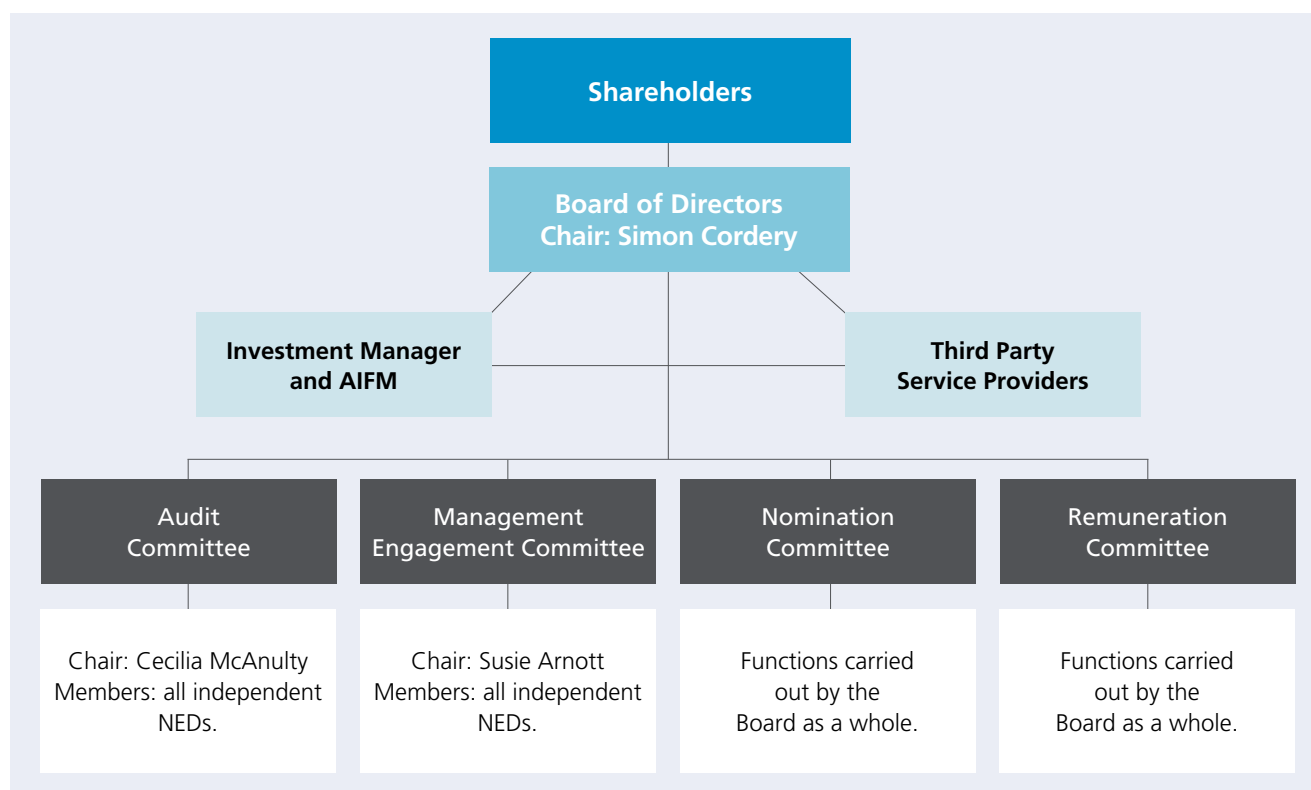 Shareholders
Board of Directors
Chair: Simon Cordery
Investment Manager
and AIFM
Third Party
Service Providers
Audit
Committee
Management
Engagement Committee
Nomination
Committee
Remuneration
Committee
Chair: Cecilia McAnulty
Members: all independent
NEDs.
Chair: Susie Arnott
Members: all independent
NEDs.
Functions carried
out by the
Board as a whole.
Functions carried
out by the
Board as a whole.